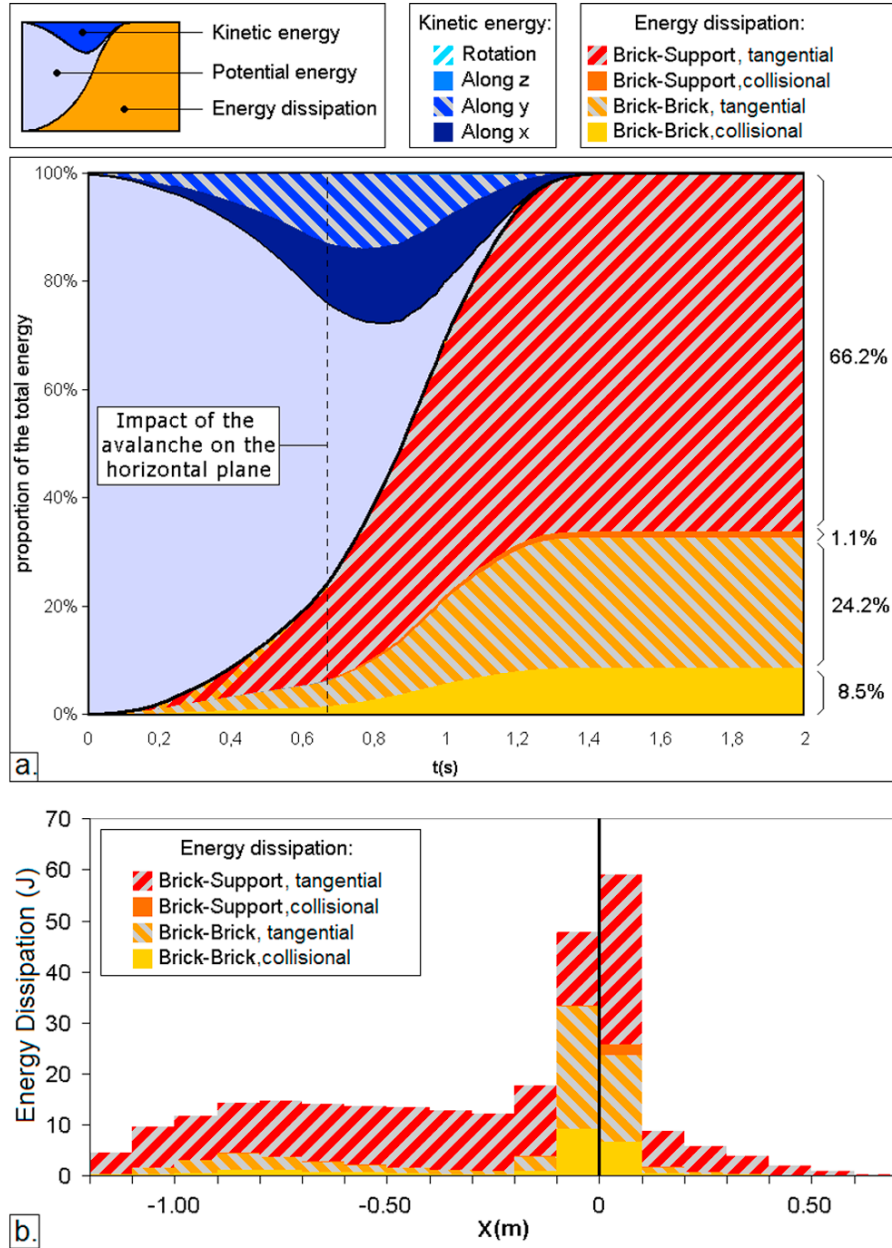 Kinetic energy
Potential energy
Energy dissipation
Kinetic energy:
Rotation
Along z
Along y
Along x
Energy dissipation:
Brick-Support, tangential
Brick-Support,collisional
Brick-Brick, tangential
Brick-Brick,collisional
100%
80%
60%
40%
20%
0%
proportion of the total energy
Impact of the
avalanche on the
horizontal plane
66.2%
1.1%
24.2%
8.5%
0 0,2 0,4 0,6 0,8 1 1,2 1,4 1,6 1,8 2
t(s)
a.
70
60
50
40
30
20
10
0
Energy Dissipation (J)
Energy dissipation:
Brick-Support, tangential
Brick-Support,collisional
Brick-Brick, tangential
Brick-Brick,collisional
-1.00 -0.50 0 0.50
X(m)
b.